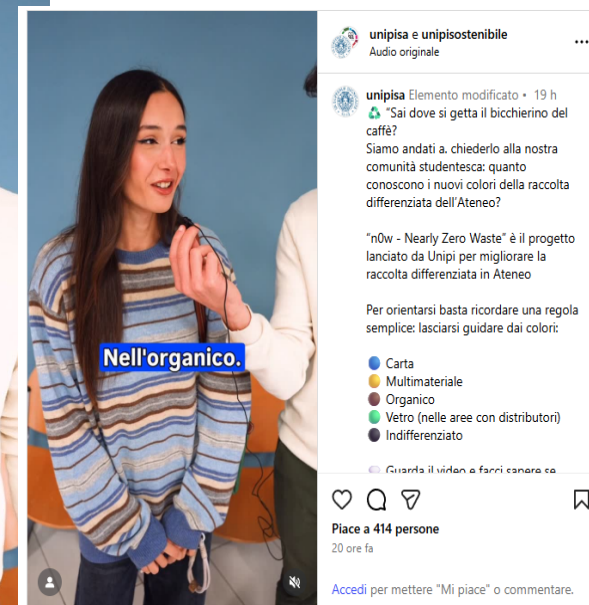 unipisa e unipisostenibile
Audio originale
unipisa Elemento modificato • 19 h
♻️ "Sai dove si getta il bicchierino del
caffè?
Siamo andati a. chiederlo alla nostra
comunità studentesca: quanto
conoscono i nuovi colori della raccolta
differenziata dell'Ateneo?
"n0w - Nearly Zero Waste" è il progetto
lanciato da Unipi per migliorare la
raccolta differenziata in Ateneo
Per orientarsi basta ricordare una regola
semplice: lasciarsi guidare dai colori:
🔵 Carta
🟡 Multimateriale
🟤 Organico
🟢 Vetro (nelle aree con distributori)
⚫ Indifferenziato
Guarda il video e facci sapere se
Nell'organico.
Piace a 414 persone
20 ore fa
Accedi per mettere "Mi piace" o commentare.